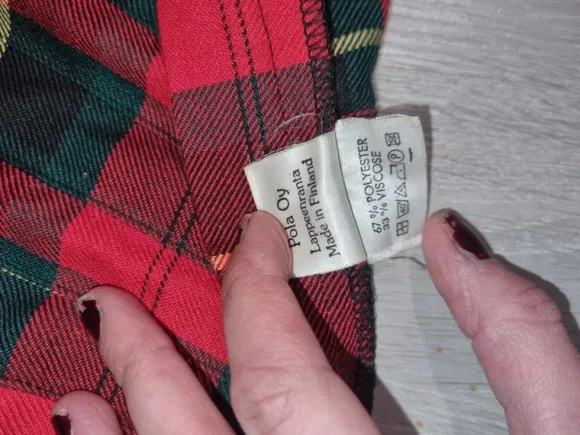 Pola Oy
Lappeenranta
Made in Finland
67 % POLYESTER
33 % VISCOSE